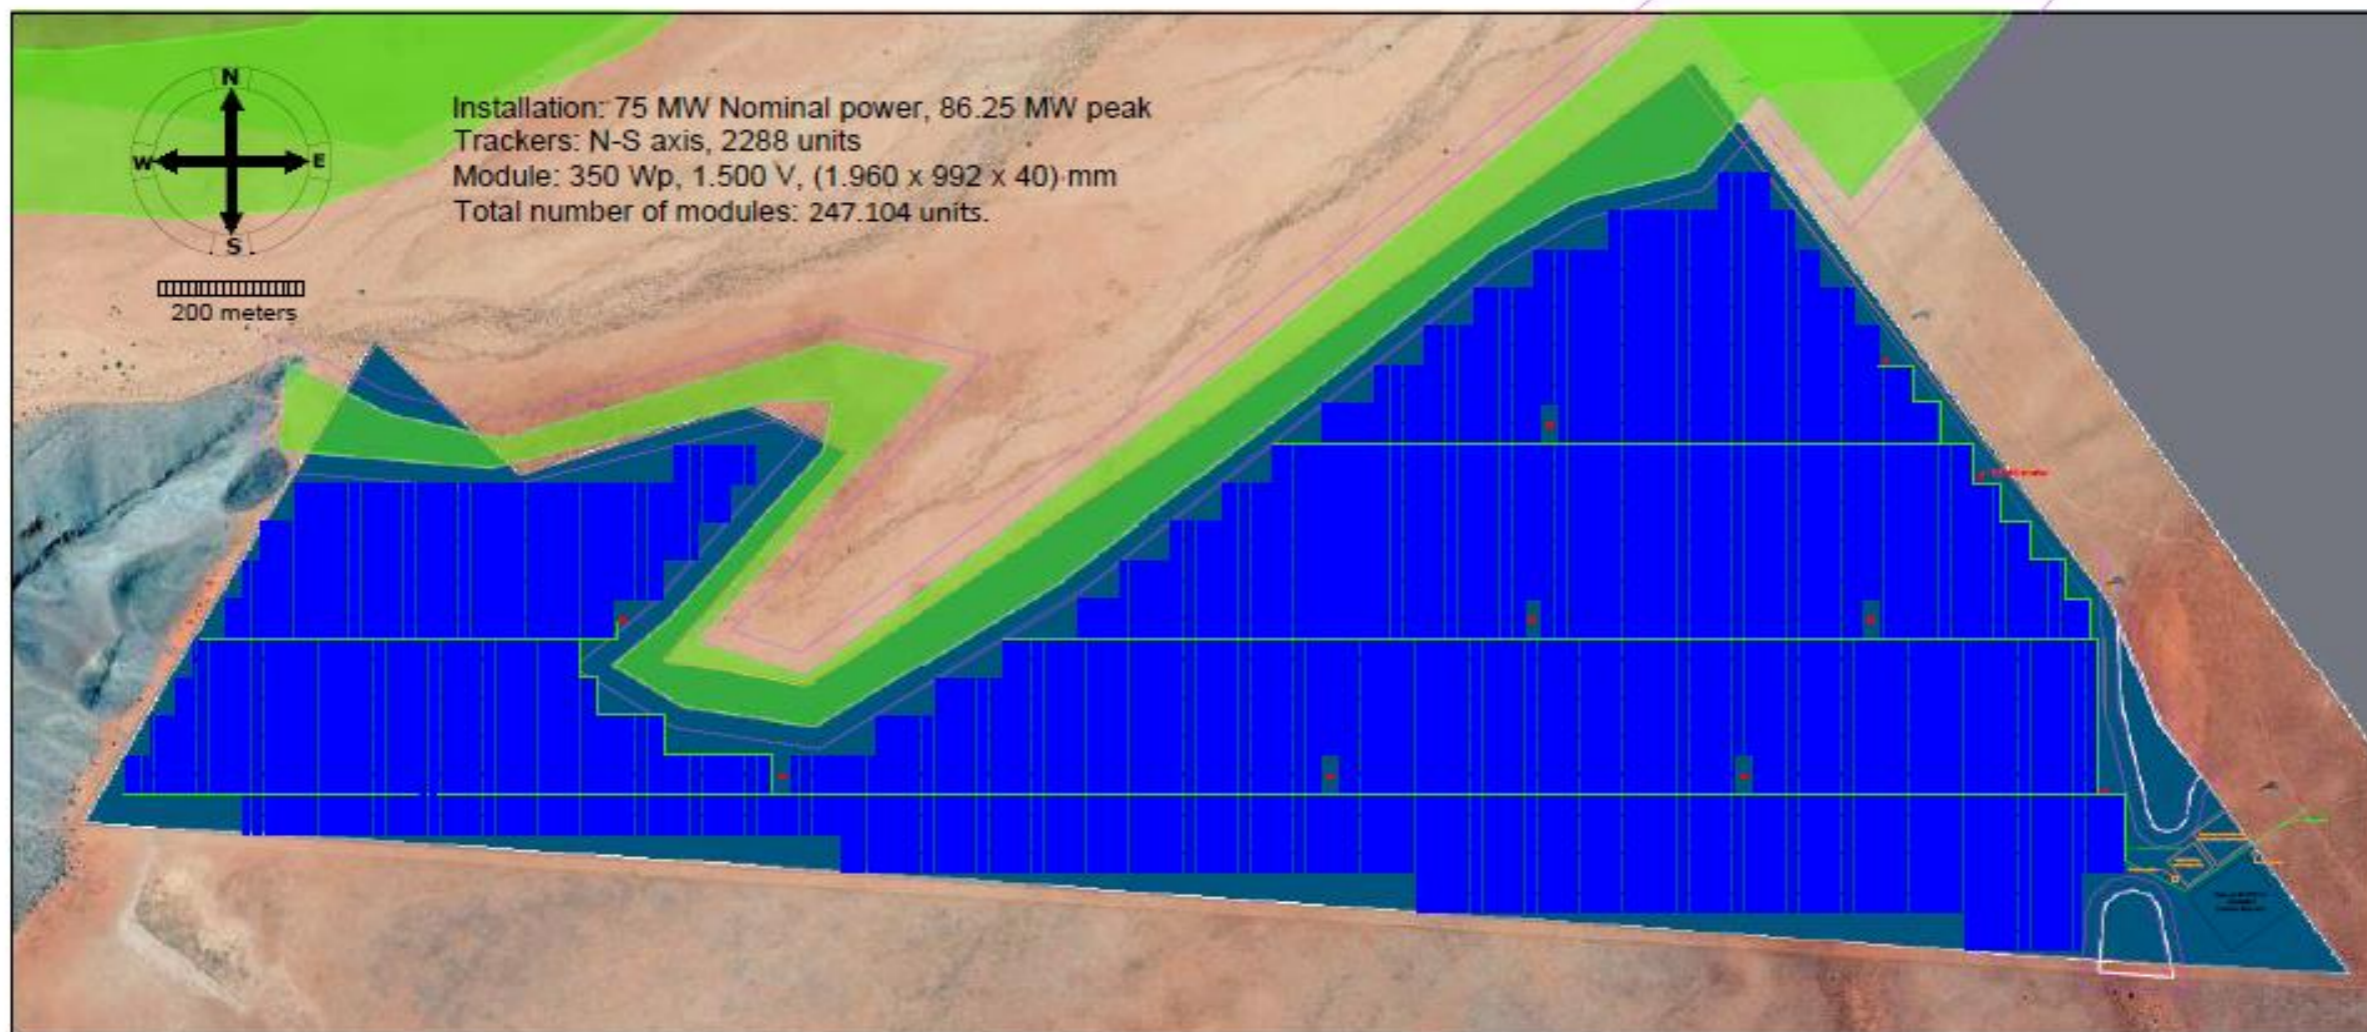 N
W
E
S
Installation: 75 MW Nominal power, 86.25 MW peak
Trackers: N-S axis, 2288 units
Module: 350 Wp, 1.500 V, (1.960 x 992 x 40) mm
Total number of modules: 247.104 units.
200 meters